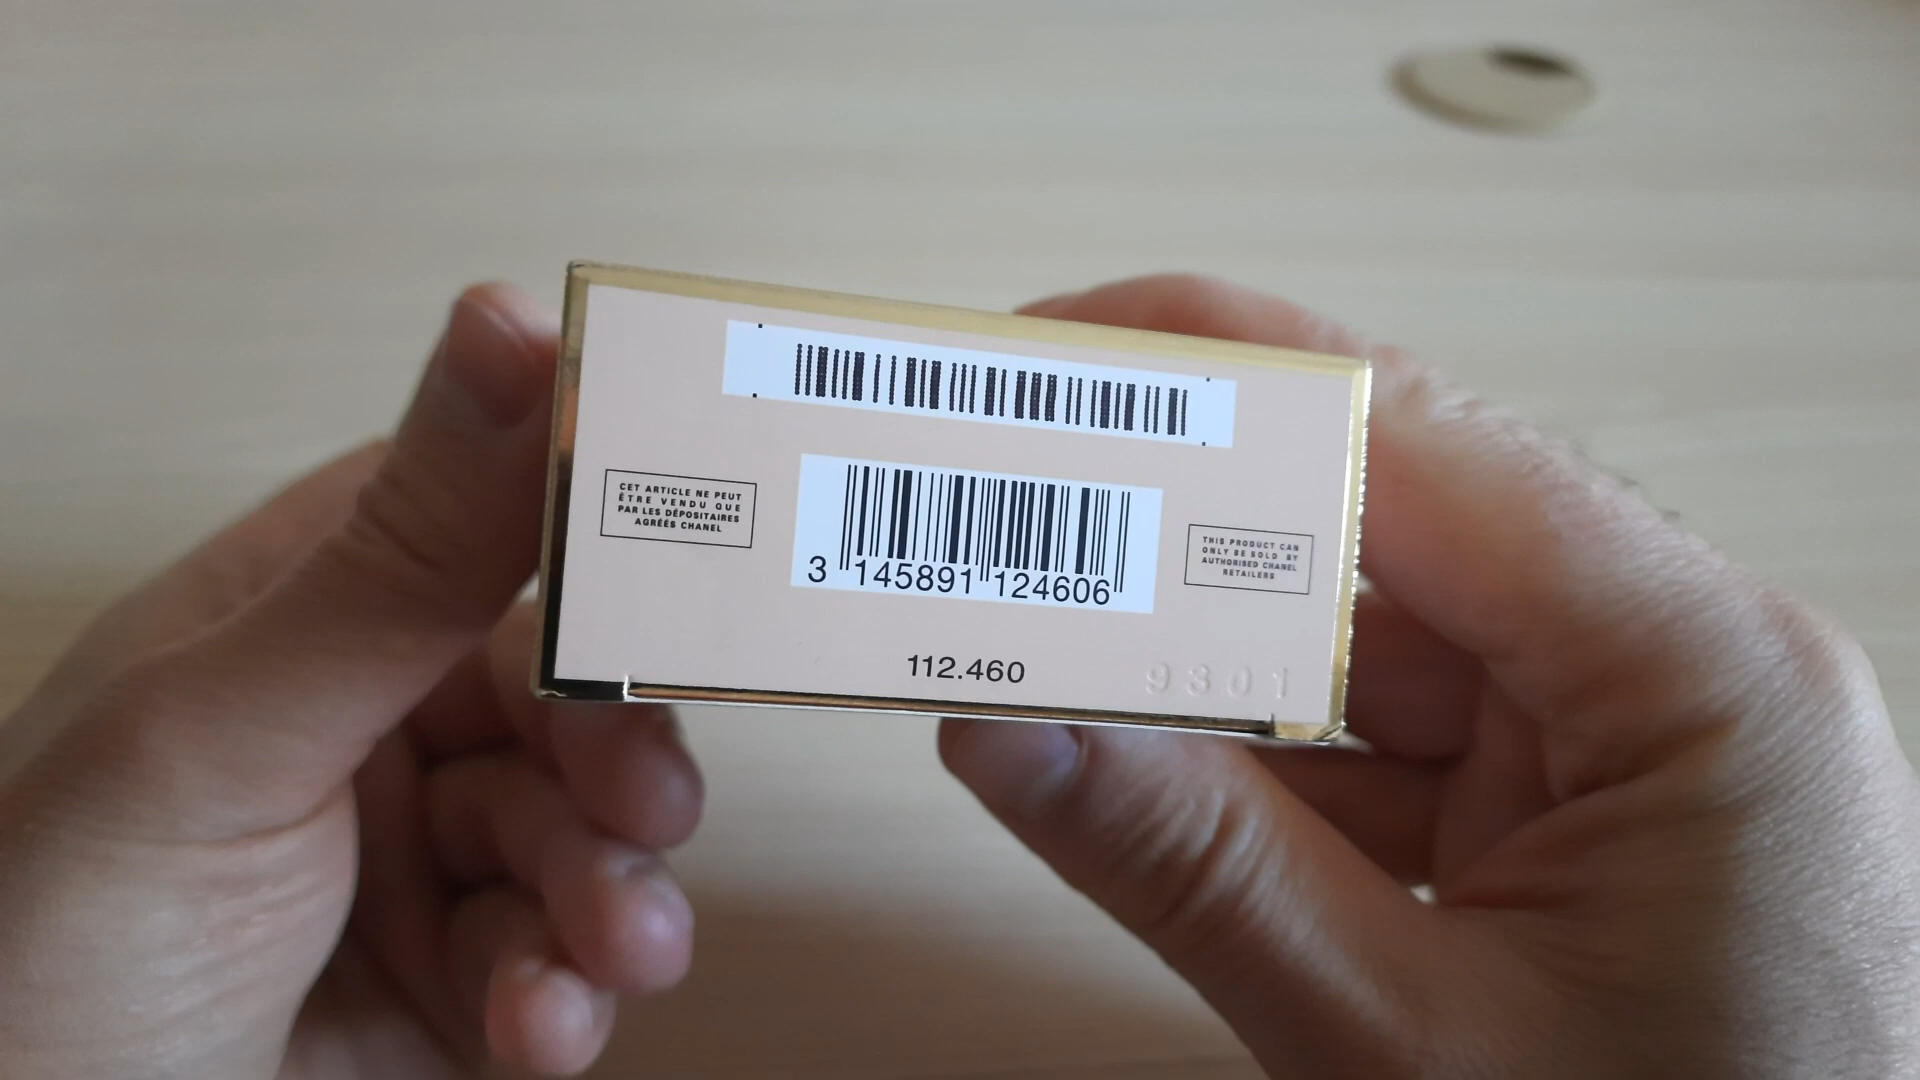 CET ARTICLE NE PEUT
ÊTRE VENDU QUE
PAR LES DÉPOSITAIRES
AGRÉÉS CHANEL
3 145891 124606
THIS PRODUCT CAN
ONLY BE SOLD BY
AUTHORISED CHANEL
RETAILERS
112.460
9301